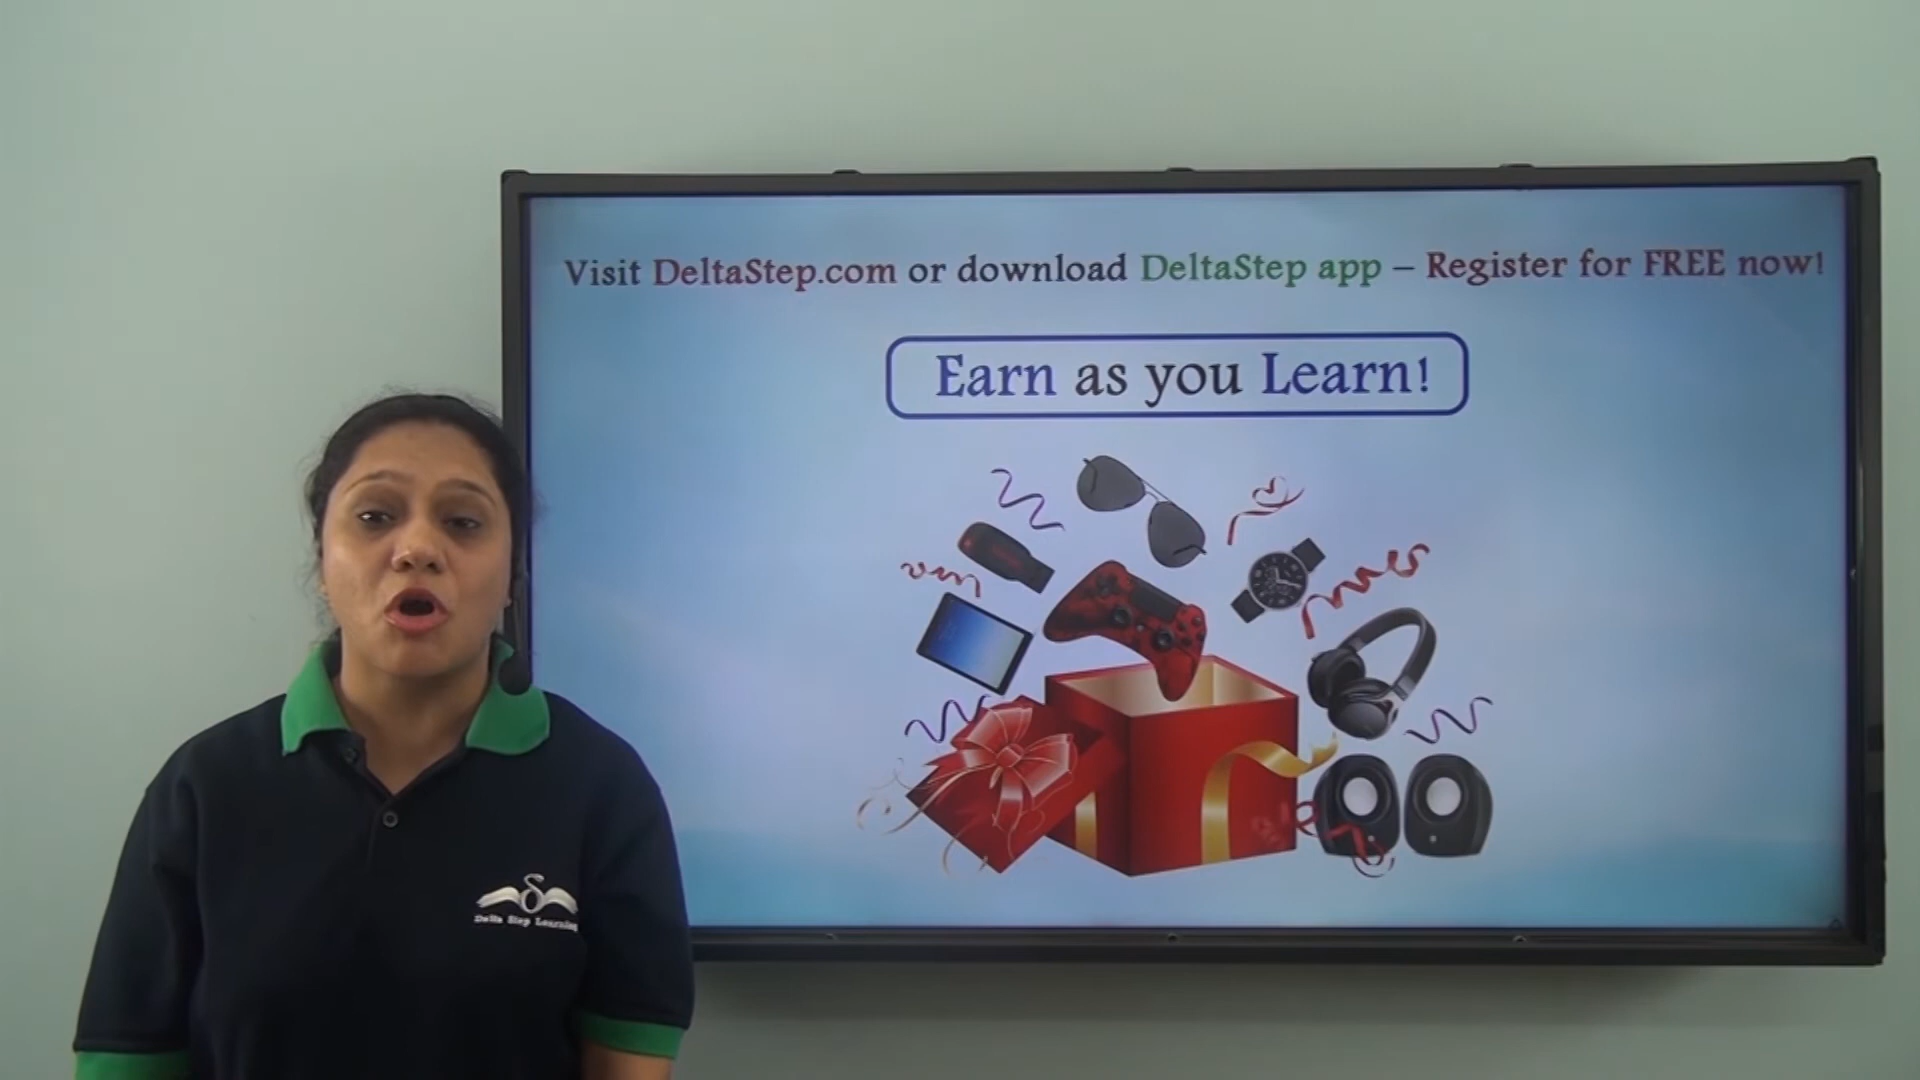 Visit DeltaStep.com or download DeltaStep app – Register for FREE now!
Earn as you Learn!
Delta Step Learning